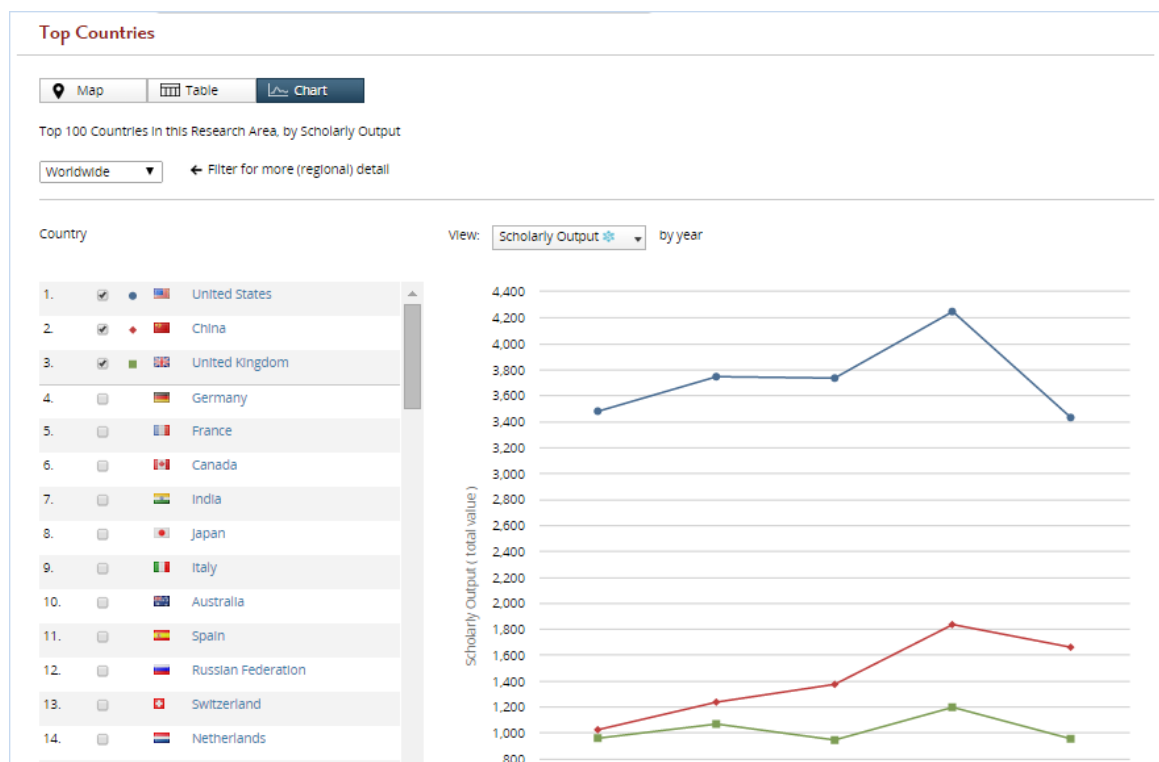 Top Countries
Map Table Chart
Top 100 Countries in this Research Area, by Scholarly Output
Worldwide ← Filter for more (regional) detail
Country View: Scholarly Output by year
1. United States
2. China
3. United Kingdom
4. Germany
5. France
6. Canada
7. India
8. Japan
9. Italy
10. Australia
11. Spain
12. Russian Federation
13. Switzerland
14. Netherlands
Scholarly Output ( total value )
4,400
4,200
4,000
3,800
3,600
3,400
3,200
3,000
2,800
2,600
2,400
2,200
2,000
1,800
1,600
1,400
1,200
1,000
800